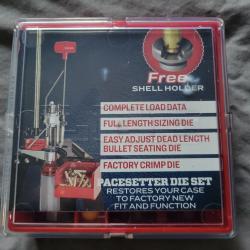 Free
SHELL HOLDER
COMPLETE LOAD DATA
FULL LENGTH SIZING DIE
EASY ADJUST DEAD LENGTH
BULLET SEATING DIE
FACTORY CRIMP DIE
PACESETTER DIE SET
RESTORES YOUR CASE
TO FACTORY NEW
FIT AND FUNCTION